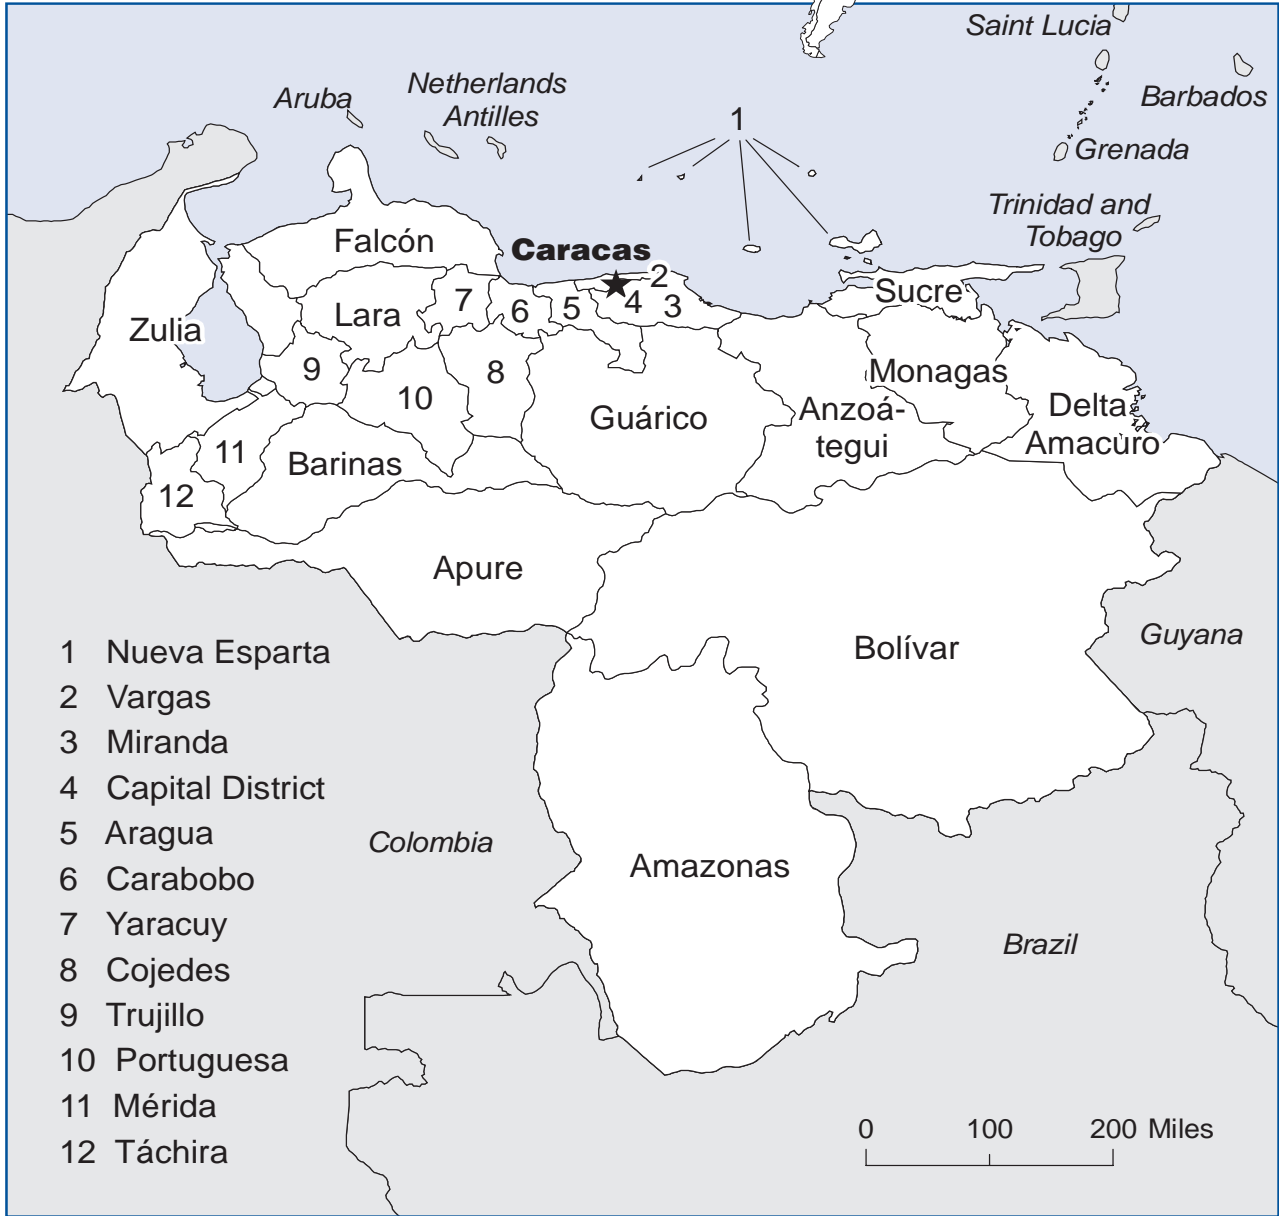 Saint Lucia
Aruba
Netherlands
Antilles
Barbados
1
Grenada
Trinidad and
Tobago
Falcón
Caracas
2
Zulia
Lara
7
6
5
4
3
Sucre
9
8
10
Guárico
Monagas
Anzoá-
tegui
Delta
Amacuro
11
Barinas
12
Apure
Bolívar
Guyana
1 Nueva Esparta
2 Vargas
3 Miranda
4 Capital District
5 Aragua
6 Carabobo
7 Yaracuy
8 Cojedes
9 Trujillo
10 Portuguesa
11 Mérida
12 Táchira
Colombia
Amazonas
Brazil
0 100 200 Miles